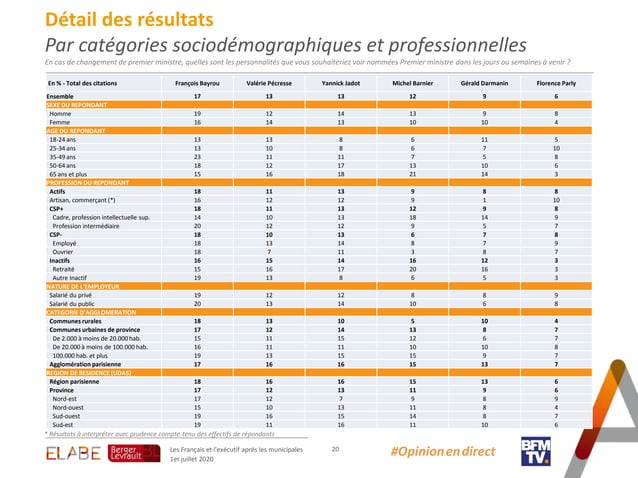 Détail des résultats
Par catégories sociodémographiques et professionnelles
En cas de changement de premier ministre, quelles sont les personnalités que vous souhaiteriez voir nommées Premier ministre dans les jours ou semaines à venir ?
En % - Total des citations François Bayrou Valérie Pécresse Yannick Jadot Michel Barnier Gérald Darmanin Florence Parly
Ensemble 17 13 13 12 9 6
SEXE DU REPONDANT
Homme 19 12 14 13 9 8
Femme 16 14 13 10 10 4
AGE DU REPONDANT
18-24 ans 13 13 8 6 11 5
25-34 ans 13 10 8 6 7 10
35-49 ans 23 11 11 7 5 8
50-64 ans 18 12 17 13 10 6
65 ans et plus 15 16 18 21 14 3
PROFESSION DU REPONDANT
Actifs 18 11 13 9 8 8
Artisan, commerçant (*) 16 12 12 9 1 10
CSP+ 18 11 13 12 9 8
Cadre, profession intellectuelle sup. 14 10 13 18 14 9
Profession intermédiaire 20 12 12 9 5 7
CSP- 18 10 13 6 7 8
Employé 18 13 14 8 7 9
Ouvrier 18 7 11 3 8 7
Inactifs 16 15 14 16 12 3
Retraité 15 16 17 20 16 3
Autre Inactif 19 13 8 6 5 3
NATURE DE L'EMPLOYEUR
Salarié du privé 19 12 12 8 8 9
Salarié du public 20 13 14 10 6 8
CATEGORIE D'AGGLOMERATION
Communes rurales 18 13 10 5 10 4
Communes urbaines de province 17 12 14 13 8 7
De 2.000 à moins de 20.000 hab. 15 11 15 12 6 7
De 20.000 à moins de 100.000 hab. 16 11 11 10 10 8
100.000 hab. et plus 19 13 15 15 9 7
Agglomération parisienne 17 16 16 15 13 7
REGION DE RESIDENCE (UDA5)
Région parisienne 18 16 16 15 13 6
Province 17 12 13 11 9 6
Nord-est 17 12 7 9 8 9
Nord-ouest 15 10 13 11 8 4
Sud-ouest 19 16 15 14 8 7
Sud-est 19 11 16 11 11 6
* Résultats à interpréter avec prudence compte-tenu des effectifs de répondants
ELABE
Berger Levrault
Les Français et l'exécutif après les municipales
1er juillet 2020
20
#Opinion en direct
BFM
TV.